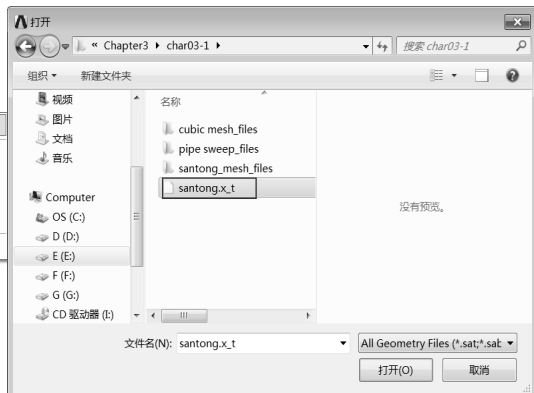 打开
« Chapter3 ▸ char03-1 ▸
搜索 char03-1
组织 ▾ 新建文件夹
视频
图片
文档
音乐
Computer
OS (C:)
D (D:)
E (E:)
F (F:)
G (G:)
CD 驱动器 (I:)
名称
cubic mesh_files
pipe sweep_files
santong_mesh_files
santong.x_t
没有预览。
文件名(N): santong.x_t
All Geometry Files (*.sat;*.sab
打开(O) 取消